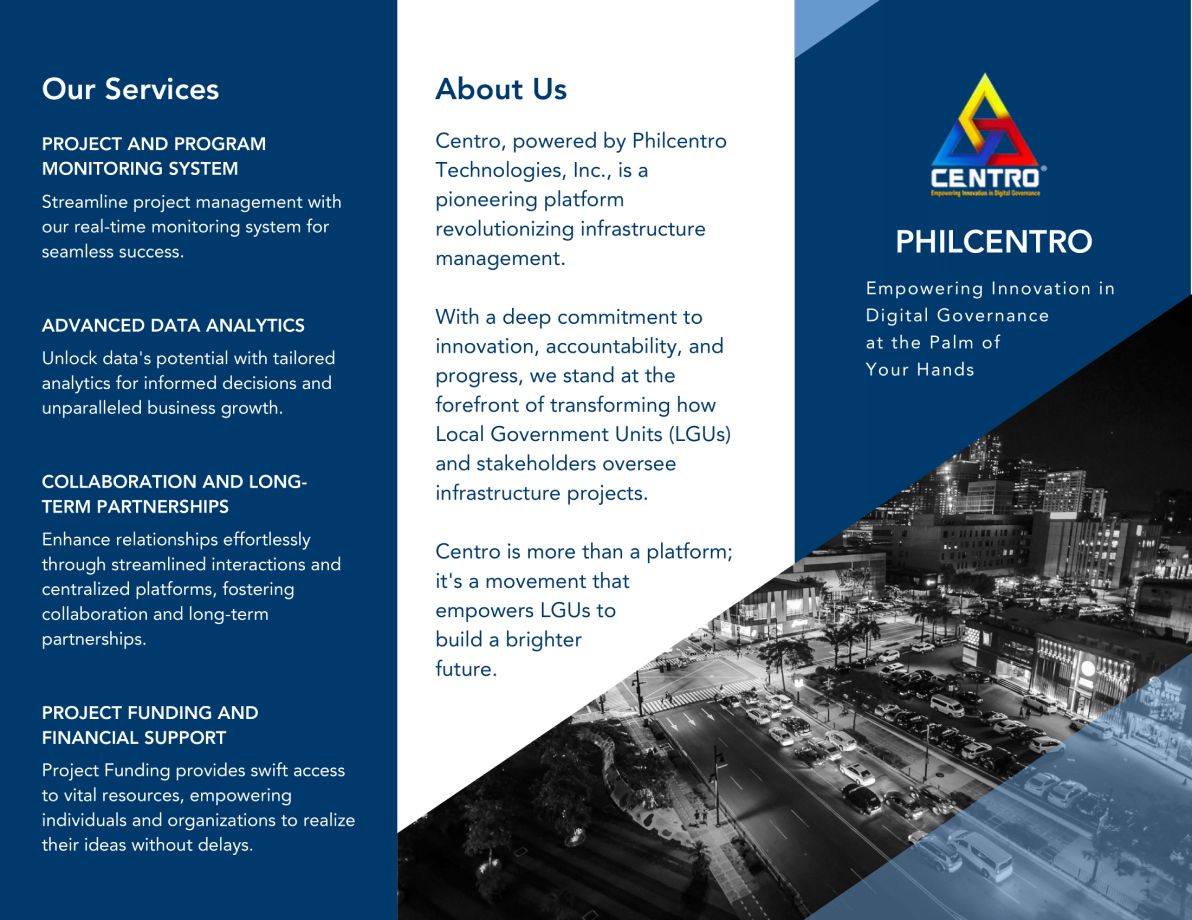 Our Services
PROJECT AND PROGRAM
MONITORING SYSTEM
Streamline project management with
our real-time monitoring system for
seamless success.
ADVANCED DATA ANALYTICS
Unlock data's potential with tailored
analytics for informed decisions and
unparalleled business growth.
COLLABORATION AND LONG-
TERM PARTNERSHIPS
Enhance relationships effortlessly
through streamlined interactions and
centralized platforms, fostering
collaboration and long-term
partnerships.
PROJECT FUNDING AND
FINANCIAL SUPPORT
Project Funding provides swift access
to vital resources, empowering
individuals and organizations to realize
their ideas without delays.
About Us
Centro, powered by Philcentro
Technologies, Inc., is a
pioneering platform
revolutionizing infrastructure
management.
With a deep commitment to
innovation, accountability, and
progress, we stand at the
forefront of transforming how
Local Government Units (LGUs)
and stakeholders oversee
infrastructure projects.
Centro is more than a platform;
it's a movement that
empowers LGUs to
build a brighter
future.
CENTRO®
Empowering Innovation in Digital Governance
PHILCENTRO
Empowering Innovation in
Digital Governance
at the Palm of
Your Hands